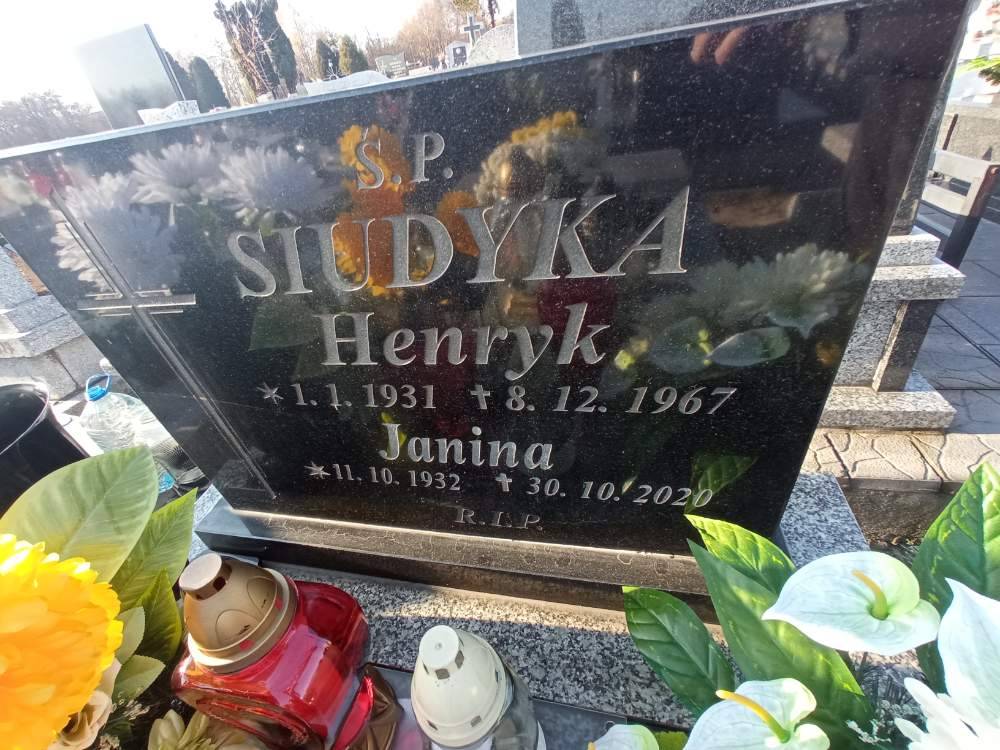 Ś.P.
SIUDYKA
Henryk
* 1. 1. 1931 ✝ 8. 12. 1967
Janina
* 11. 10. 1932 ✝ 30. 10. 2020
R.I.P.